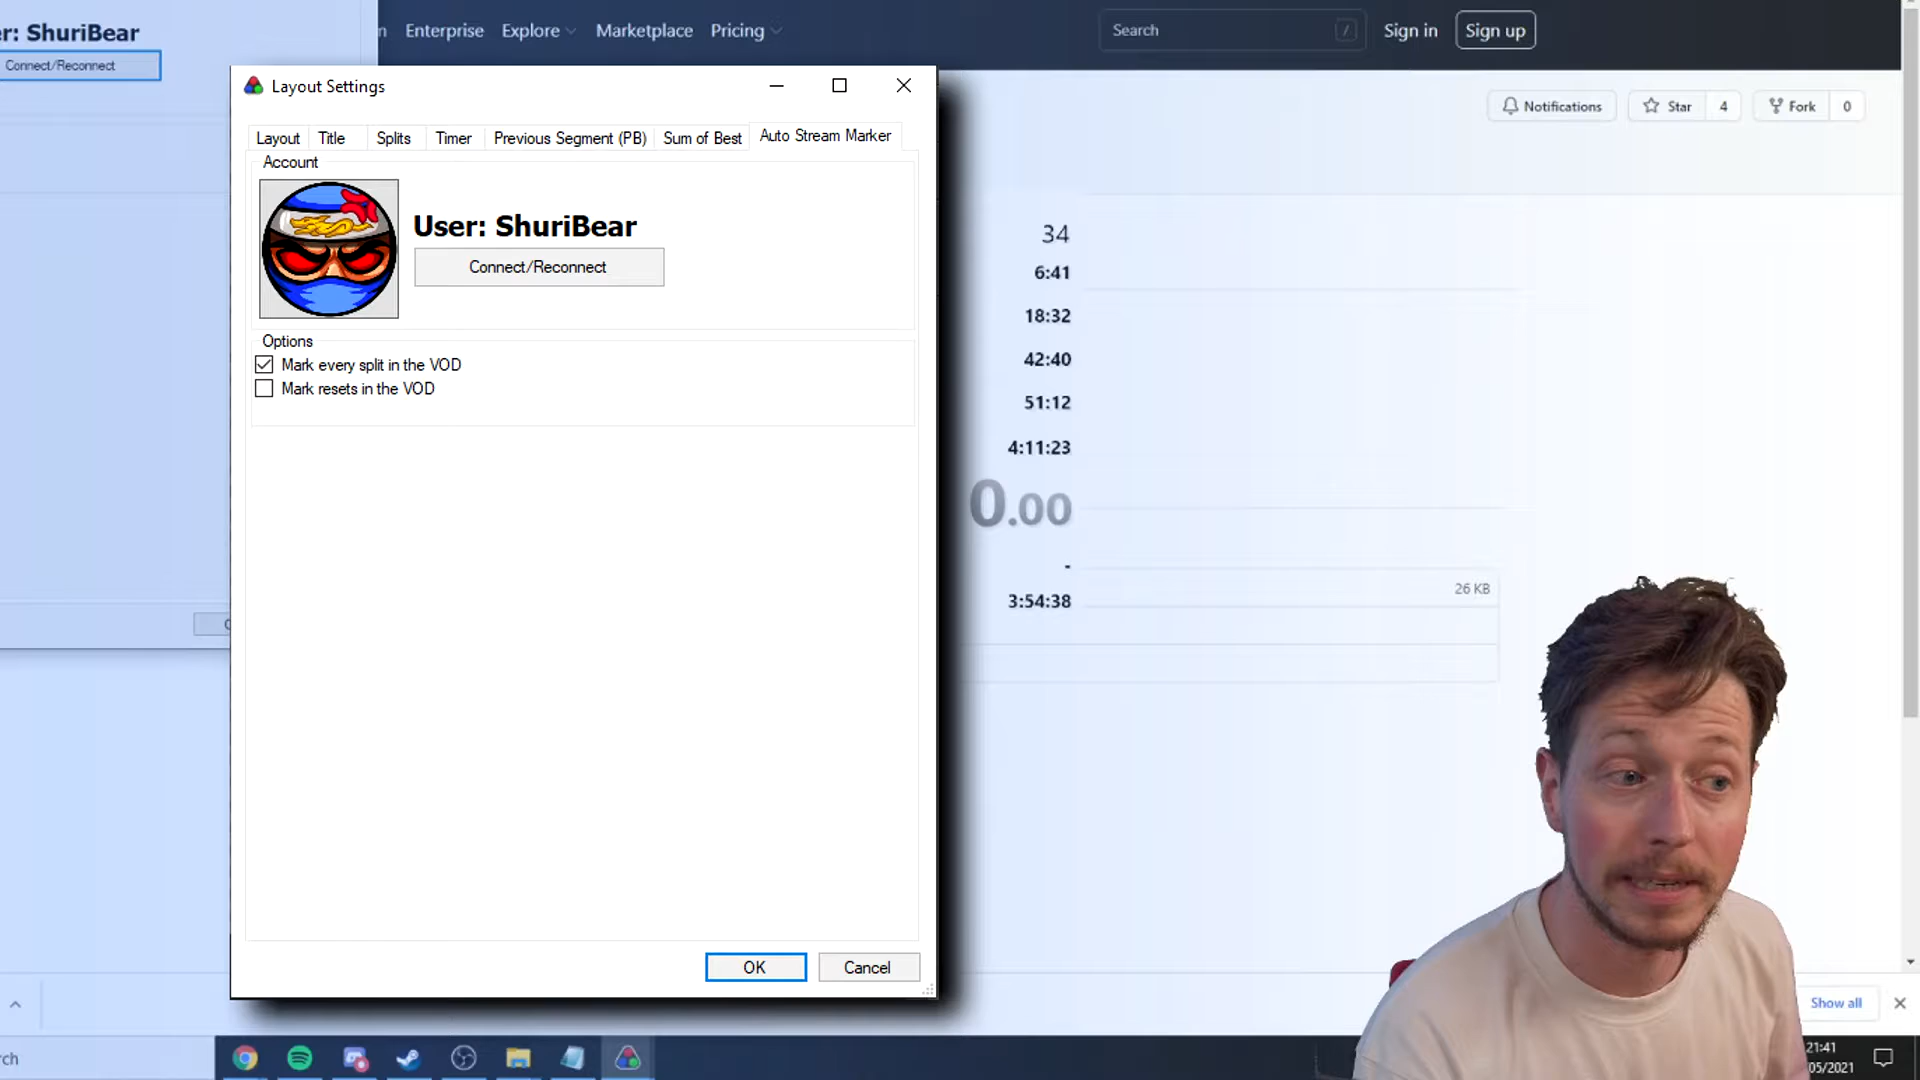 er: ShuriBear
Connect/Reconnect
Enterprise Explore Marketplace Pricing
Search /
Sign in Sign up
Notifications Star 4 Fork 0
Layout Settings
Layout Title Splits Timer Previous Segment (PB) Sum of Best Auto Stream Marker
Account
User: ShuriBear
Connect/Reconnect
Options
Mark every split in the VOD
Mark resets in the VOD
OK Cancel
34
6:41
18:32
42:40
51:12
4:11:23
0.00
-
3:54:38
26 KB
Show all
rch
21:41
05/2021